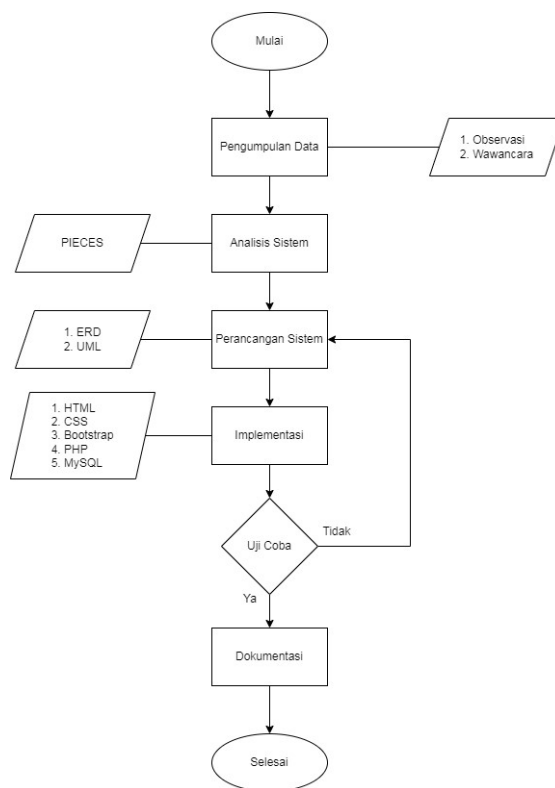 Mulai
Pengumpulan Data
1. Observasi
2. Wawancara
PIECES
Analisis Sistem
1. ERD
2. UML
Perancangan Sistem
1. HTML
2. CSS
3. Bootstrap
4. PHP
5. MySQL
Implementasi
Uji Coba
Tidak
Ya
Dokumentasi
Selesai